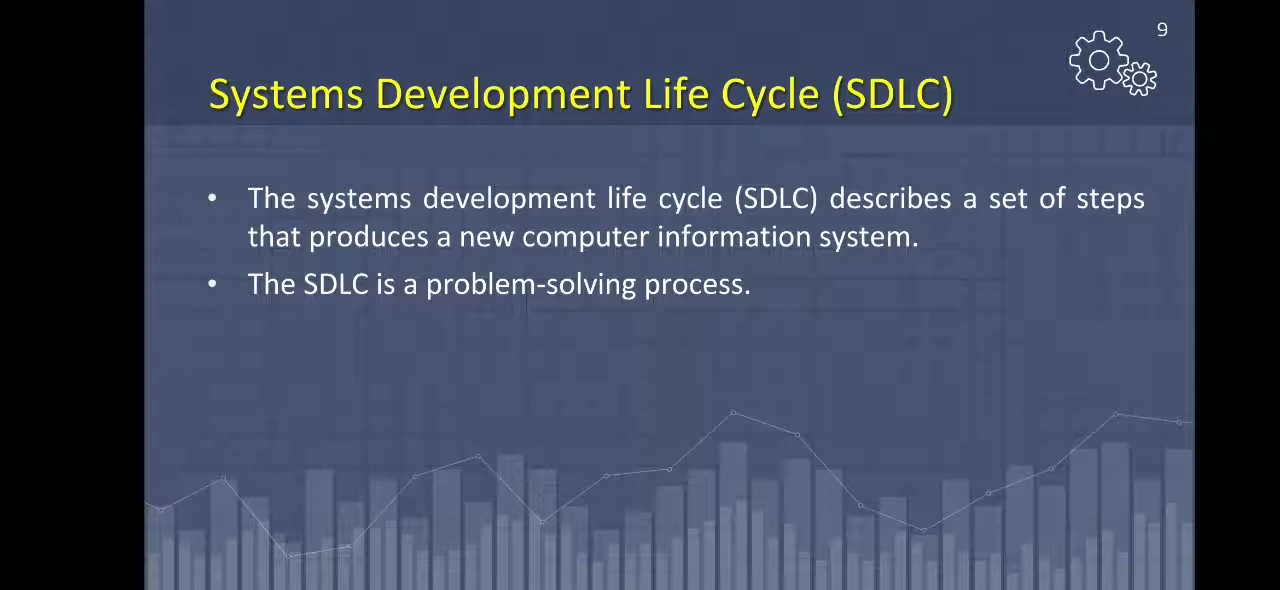 9
Systems Development Life Cycle (SDLC)
• The systems development life cycle (SDLC) describes a set of steps
that produces a new computer information system.
• The SDLC is a problem-solving process.